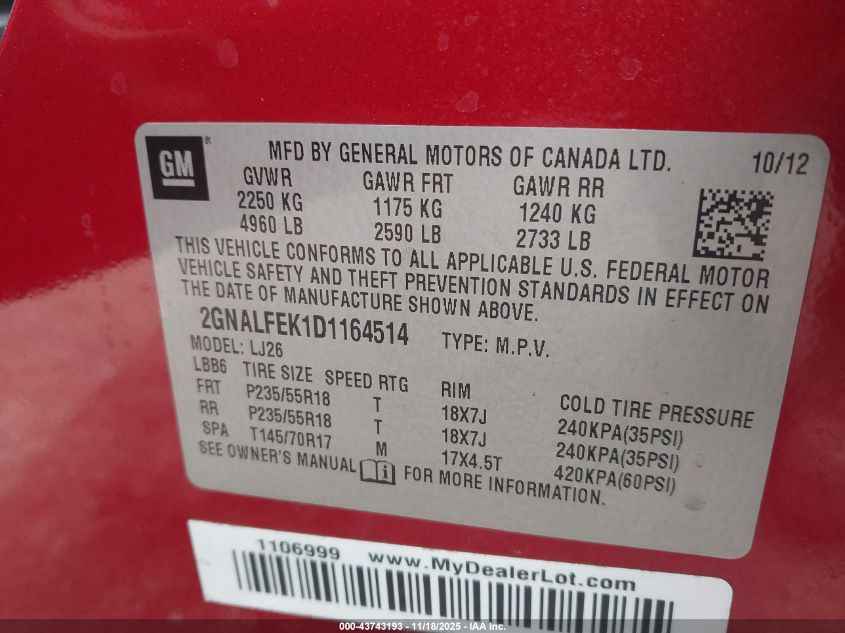 GM ®
MFD BY GENERAL MOTORS OF CANADA LTD. 10/12
GVWR GAWR FRT GAWR RR
2250 KG 1175 KG 1240 KG
4960 LB 2590 LB 2733 LB
THIS VEHICLE CONFORMS TO ALL APPLICABLE U.S. FEDERAL MOTOR
VEHICLE SAFETY AND THEFT PREVENTION STANDARDS IN EFFECT ON
THE DATE OF MANUFACTURE SHOWN ABOVE.
2GNALFEK1D1164514 TYPE: M.P.V.
MODEL: LJ26
LBB6 TIRE SIZE SPEED RTG RIM COLD TIRE PRESSURE
FRT P235/55R18 T 18X7J 240KPA(35PSI)
RR P235/55R18 T 18X7J 240KPA(35PSI)
SPA T145/70R17 M 17X4.5T 420KPA(60PSI)
SEE OWNER'S MANUAL i FOR MORE INFORMATION.
1106999 www.MyDealerLot.com
000-43743193 - 11/18/2025 - IAA Inc.